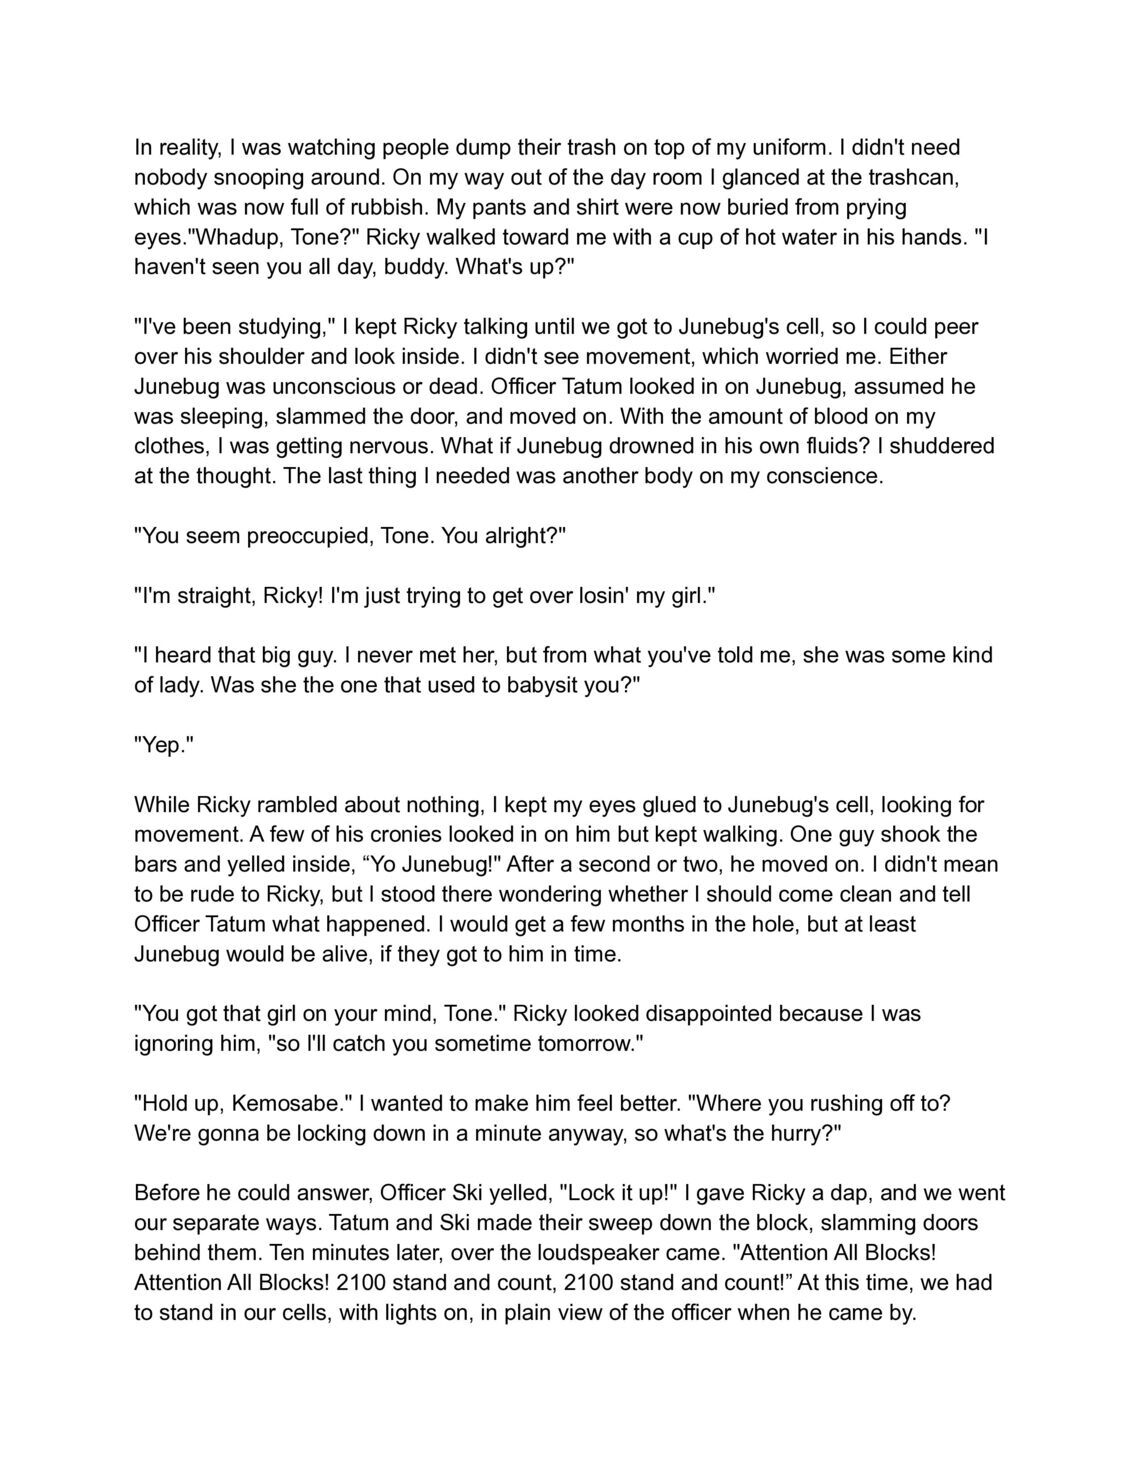 In reality, I was watching people dump their trash on top of my uniform. I didn't need
nobody snooping around. On my way out of the day room I glanced at the trashcan,
which was now full of rubbish. My pants and shirt were now buried from prying
eyes."Whadup, Tone?" Ricky walked toward me with a cup of hot water in his hands. "I
haven't seen you all day, buddy. What's up?"
"I've been studying," I kept Ricky talking until we got to Junebug's cell, so I could peer
over his shoulder and look inside. I didn't see movement, which worried me. Either
Junebug was unconscious or dead. Officer Tatum looked in on Junebug, assumed he
was sleeping, slammed the door, and moved on. With the amount of blood on my
clothes, I was getting nervous. What if Junebug drowned in his own fluids? I shuddered
at the thought. The last thing I needed was another body on my conscience.
"You seem preoccupied, Tone. You alright?"
"I'm straight, Ricky! I'm just trying to get over losin' my girl."
"I heard that big guy. I never met her, but from what you've told me, she was some kind
of lady. Was she the one that used to babysit you?"
"Yep."
While Ricky rambled about nothing, I kept my eyes glued to Junebug's cell, looking for
movement. A few of his cronies looked in on him but kept walking. One guy shook the
bars and yelled inside, “Yo Junebug!" After a second or two, he moved on. I didn't mean
to be rude to Ricky, but I stood there wondering whether I should come clean and tell
Officer Tatum what happened. I would get a few months in the hole, but at least
Junebug would be alive, if they got to him in time.
"You got that girl on your mind, Tone." Ricky looked disappointed because I was
ignoring him, "so I'll catch you sometime tomorrow."
"Hold up, Kemosabe." I wanted to make him feel better. "Where you rushing off to?
We're gonna be locking down in a minute anyway, so what's the hurry?"
Before he could answer, Officer Ski yelled, "Lock it up!" I gave Ricky a dap, and we went
our separate ways. Tatum and Ski made their sweep down the block, slamming doors
behind them. Ten minutes later, over the loudspeaker came. "Attention All Blocks!
Attention All Blocks! 2100 stand and count, 2100 stand and count!” At this time, we had
to stand in our cells, with lights on, in plain view of the officer when he came by.